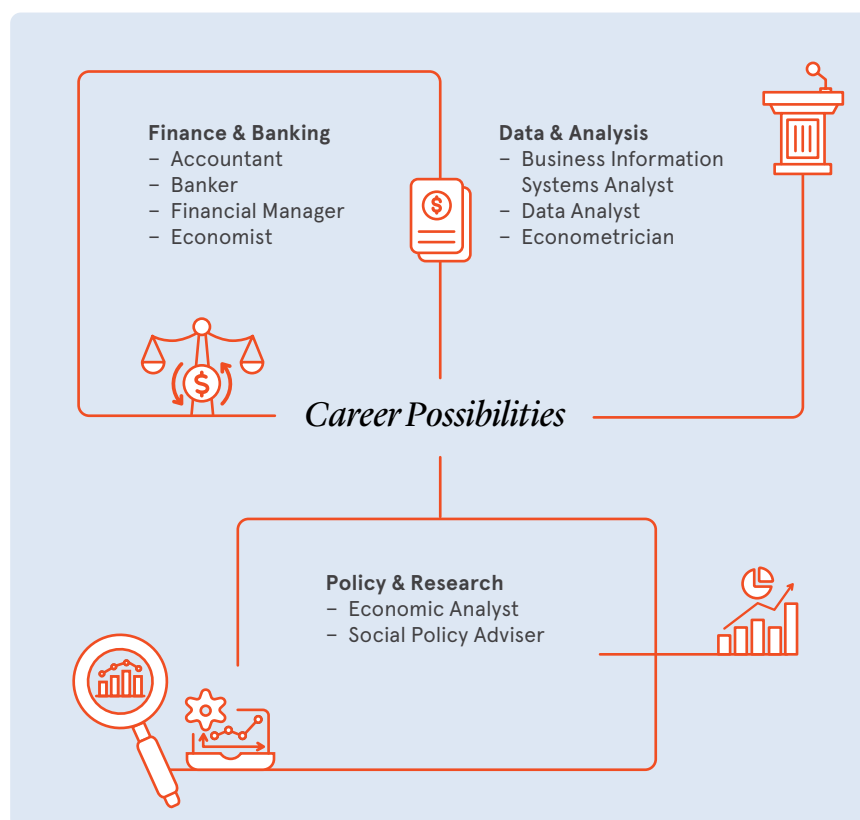 Finance & Banking
– Accountant
– Banker
– Financial Manager
– Economist
Data & Analysis
– Business Information
Systems Analyst
– Data Analyst
– Econometrician
$
$
Career Possibilities
Policy & Research
– Economic Analyst
– Social Policy Adviser